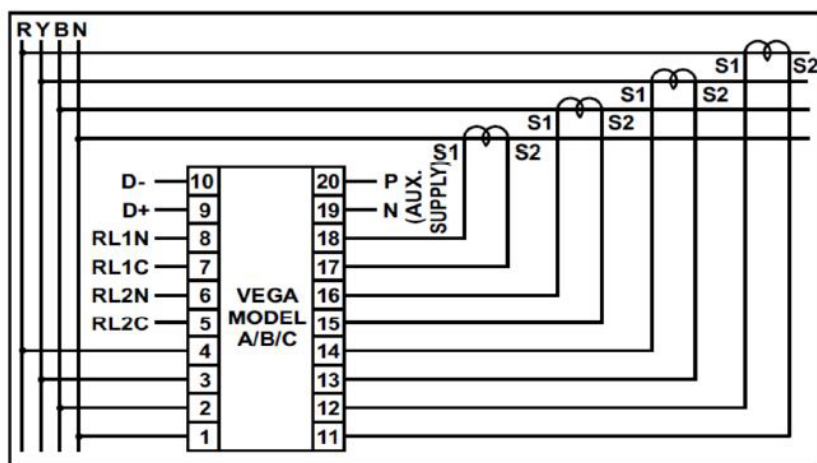 R Y B N
S1 S2
S1 S2
S1 S2
S1 S2
D- 10 20 P
D+ 9 19 N
(AUX. SUPPLY)
RL1N 8 18
RL1C 7 17
RL2N 6 16
RL2C 5 15
VEGA
MODEL
A/B/C
4 14
3 13
2 12
1 11